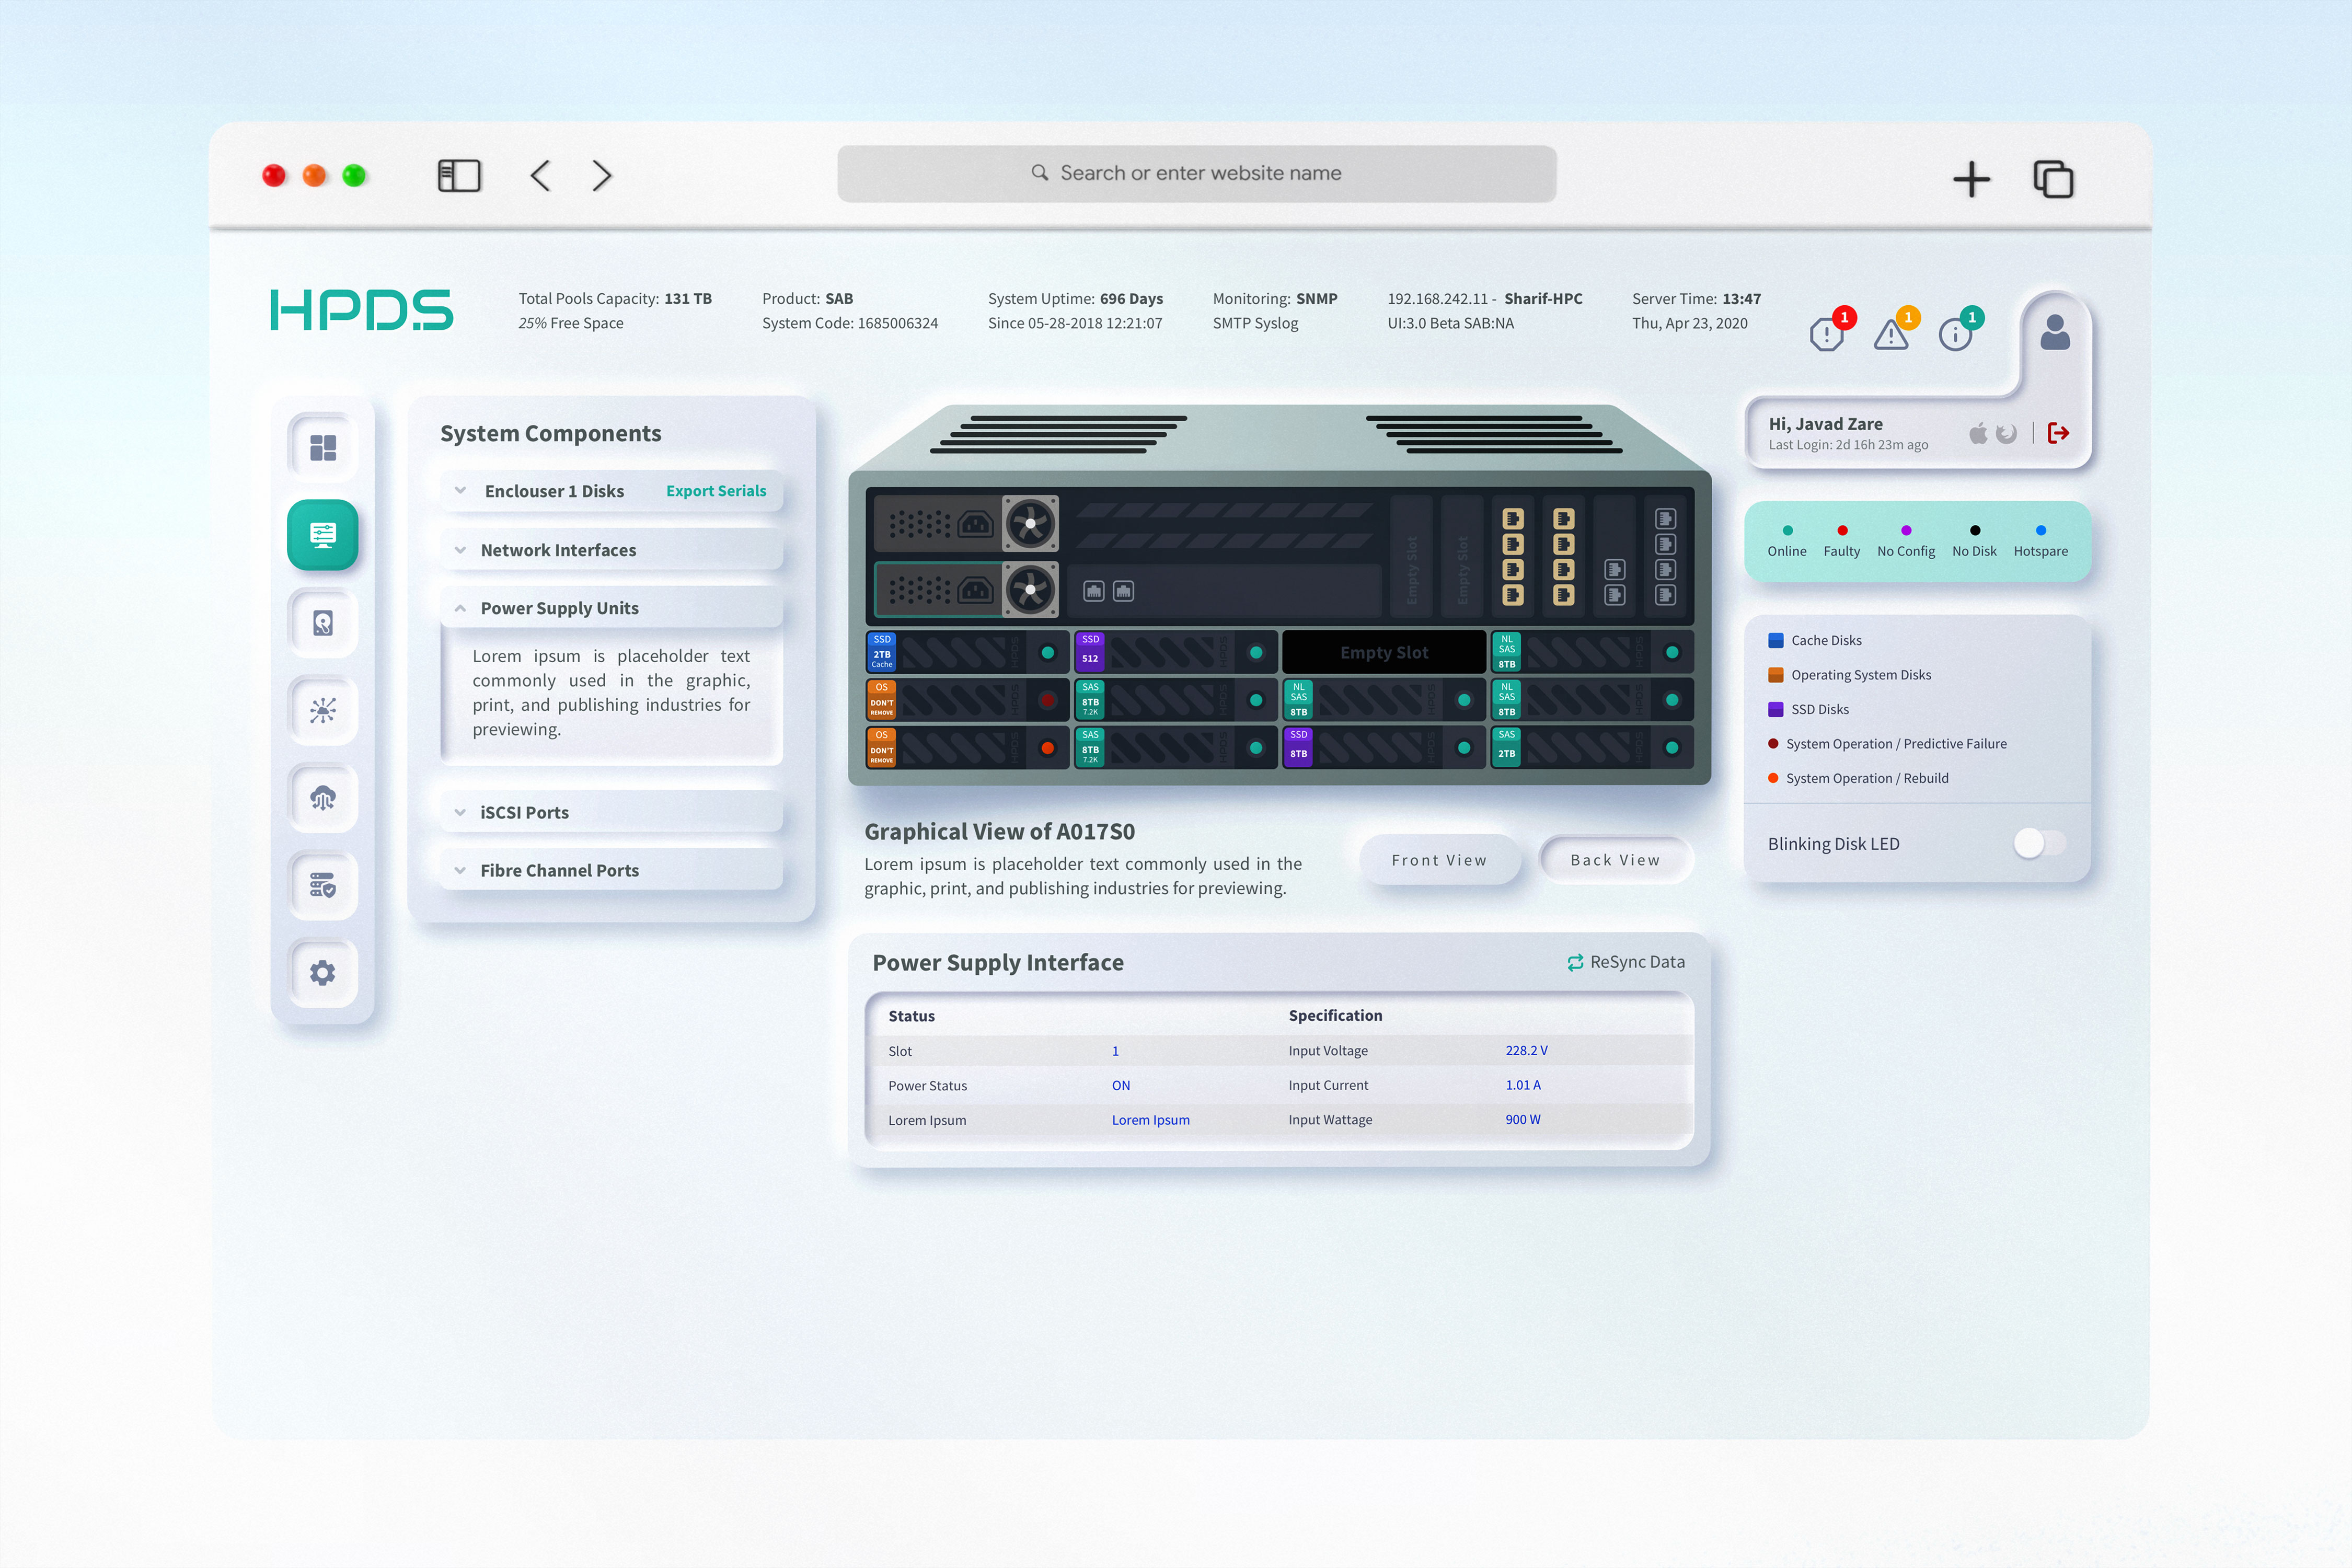 Search or enter website name
HPDS
Total Pools Capacity: 131 TB
25% Free Space
Product: SAB
System Code: 1685006324
System Uptime: 696 Days
Since 05-28-2018 12:21:07
Monitoring: SNMP
SMTP Syslog
192.168.242.11 - Sharif-HPC
UI:3.0 Beta SAB:NA
Server Time: 13:47
Thu, Apr 23, 2020
1
1
1
Hi, Javad Zare
Last Login: 2d 16h 23m ago
System Components
Enclouser 1 Disks
Export Serials
Network Interfaces
Power Supply Units
Lorem ipsum is placeholder text
commonly used in the graphic,
print, and publishing industries for
previewing.
iSCSI Ports
Fibre Channel Ports
Empty Slot
Empty Slot
SSD
2TB
Cache
HPDS
SSD
512
HPDS
Empty Slot
NL
SAS
8TB
HPDS
OS
DON'T
REMOVE
HPDS
SAS
8TB
7.2K
HPDS
NL
SAS
8TB
HPDS
NL
SAS
8TB
HPDS
OS
DON'T
REMOVE
HPDS
SAS
8TB
7.2K
HPDS
SSD
8TB
HPDS
SAS
2TB
HPDS
Online
Faulty
No Config
No Disk
Hotspare
Cache Disks
Operating System Disks
SSD Disks
System Operation / Predictive Failure
System Operation / Rebuild
Blinking Disk LED
Graphical View of A017S0
Lorem ipsum is placeholder text commonly used in the
graphic, print, and publishing industries for previewing.
Front View
Back View
Power Supply Interface
ReSync Data
Status
Specification
Slot
1
Input Voltage
228.2 V
Power Status
ON
Input Current
1.01 A
Lorem Ipsum
Lorem Ipsum
Input Wattage
900 W